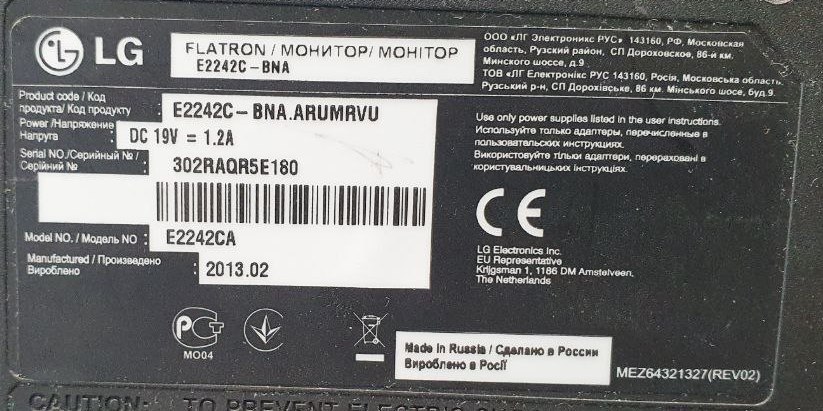 LG
FLATRON / МОНИТОР/ МОНІТОР
E2242C-BNA
ООО «ЛГ Электроникс РУС» 143160, РФ, Московская
область, Рузский район, СП Дороховское, 86-й км.
Минского шоссе, д.9
ТОВ «ЛГ Електронікс РУС 143160, Росія, Московська область
Рузський р-н, СП Дорохівське, 86 км. Мінського шосе, буд.9.
Product code / Код
продукта/ Код продукту : E2242C-BNA.ARUMRVU
Power /Напряжение
Напруга : DC 19V = 1.2A
Serial NO./Серийный № /
Серійний № : 302RAQR5E180
Use only power supplies listed in the user instructions.
Используйте только адаптеры, перечисленные в
пользовательских инструкциях.
Використовуйте тільки адаптери, перераховані в
користувальницьких інструкціях.
Model NO. / Модель NO : E2242CA
Manufactured / Произведено
Вироблено : 2013.02
CE
LG Electronics Inc.
EU Representative
Krijgsman 1, 1186 DM Amstelveen,
The Netherlands
РСТ
МО04
Made in Russia / Сделано в России
Вироблено в Росії
MEZ64321327(REV02)
CAUTION: TO PREVENT ELECTRIC